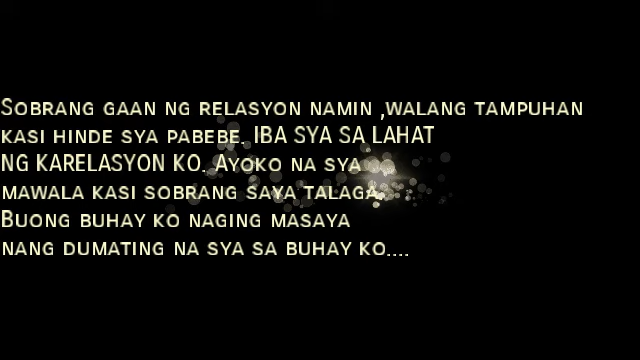 Sobrang gaan ng relasyon namin ,walang tampuhan
kasi hinde sya pabebe. IBA SYA SA LAHAT
NG KARELASYON KO. Ayoko na sya
mawala kasi sobrang saya talaga.
Buong buhay ko naging masaya
nang dumating na sya sa buhay ko....